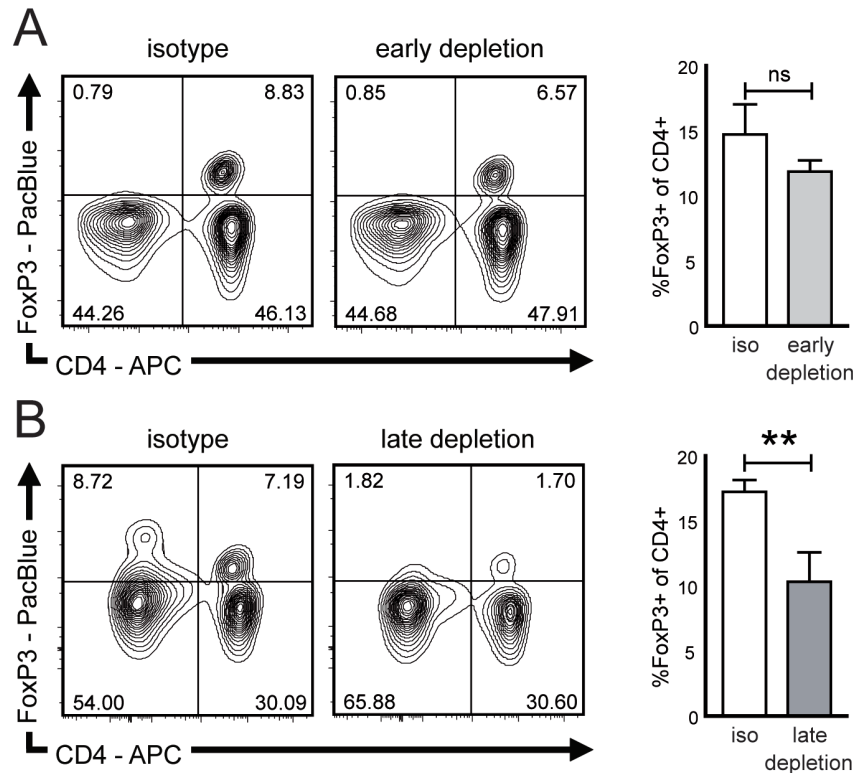 A
isotype
early depletion
0.79
8.83
44.26
46.13
0.85
6.57
44.68
47.91
FoxP3 - PacBlue
CD4 - APC
%FoxP3+ of CD4+
20
15
10
5
0
ns
iso
early
depletion
B
isotype
late depletion
8.72
7.19
54.00
30.09
1.82
1.70
65.88
30.60
FoxP3 - PacBlue
CD4 - APC
%FoxP3+ of CD4+
20
15
10
5
0
**
iso
late
depletion